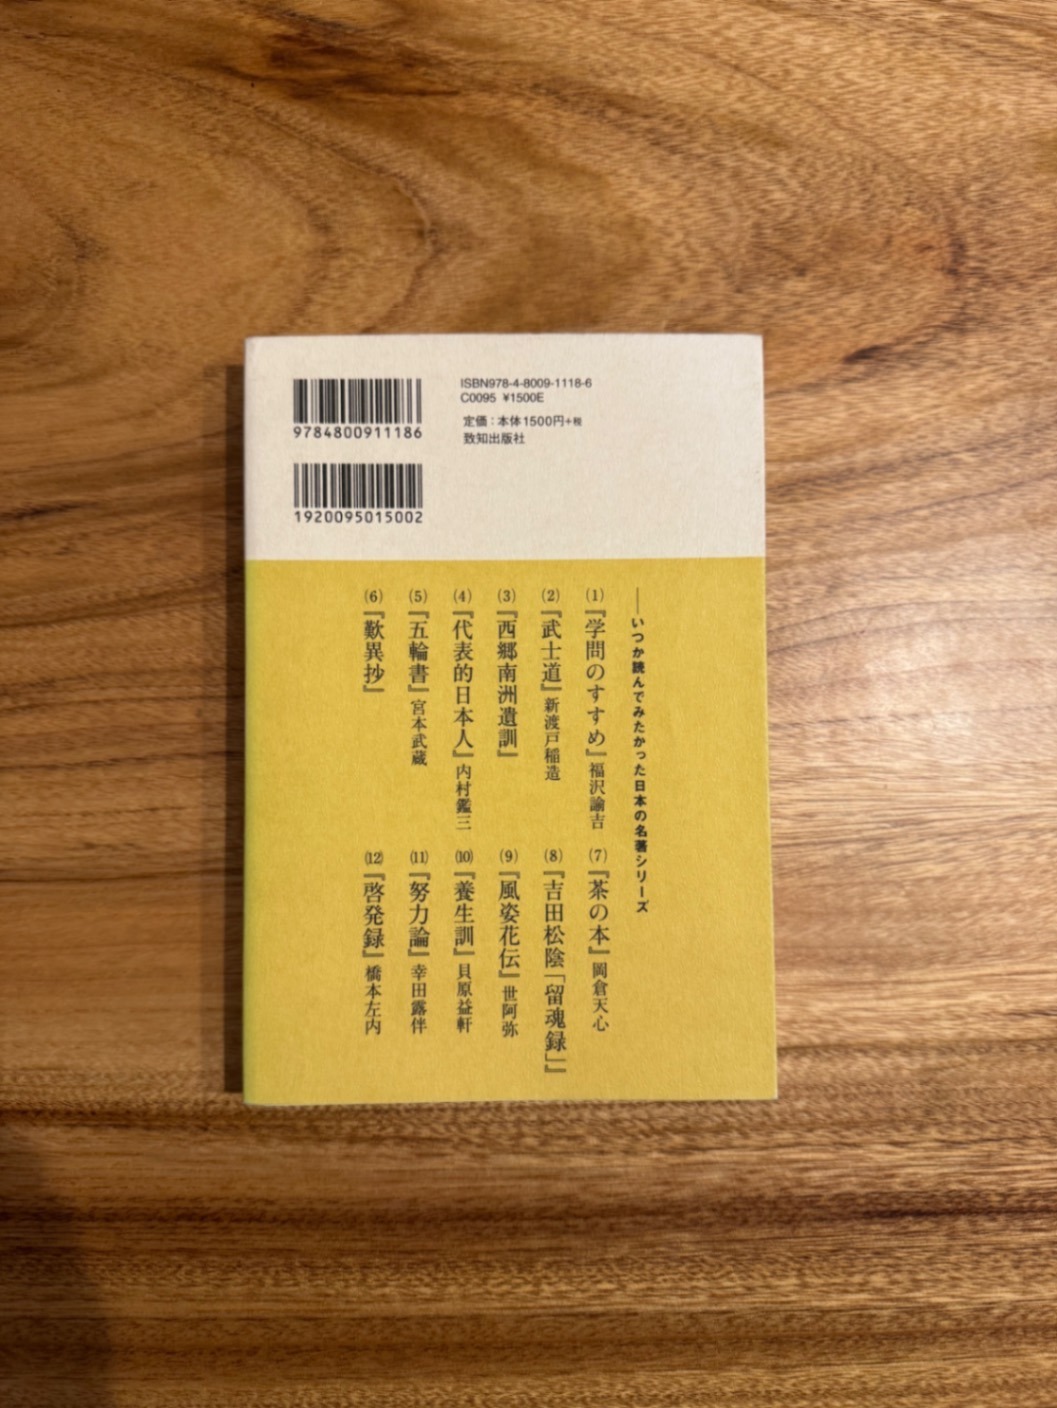 9784800911186
1920095015002
ISBN978-4-8009-1118-6
C0095 ¥1500E
定価：本体1500円+税
致知出版社
——いつか読んでみたかった日本の名著シリーズ
⑴『学問のすすめ』福沢諭吉
⑵『武士道』新渡戸稲造
⑶『西郷南洲遺訓』
⑷『代表的日本人』内村鑑三
⑸『五輪書』宮本武蔵
⑹『歎異抄』
⑺『茶の本』岡倉天心
⑻『吉田松陰「留魂録」』
⑼『風姿花伝』世阿弥
⑽『養生訓』貝原益軒
⑾『努力論』幸田露伴
⑿『啓発録』橋本左内